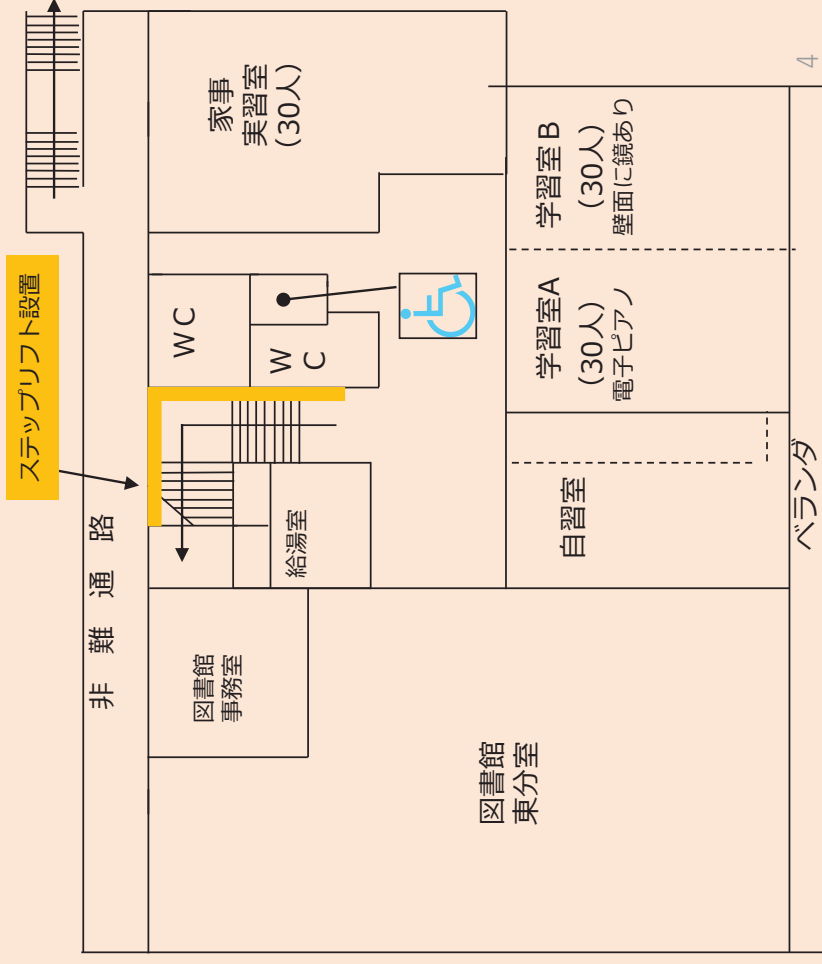 ステップリフト設置
非難通路
図書館
事務室
給湯室
WC
W
C
家事
実習室
(30人)
図書館
東分室
自習室
学習室A
(30人)
電子ピアノ
学習室B
(30人)
壁面に鏡あり
ベランダ
4